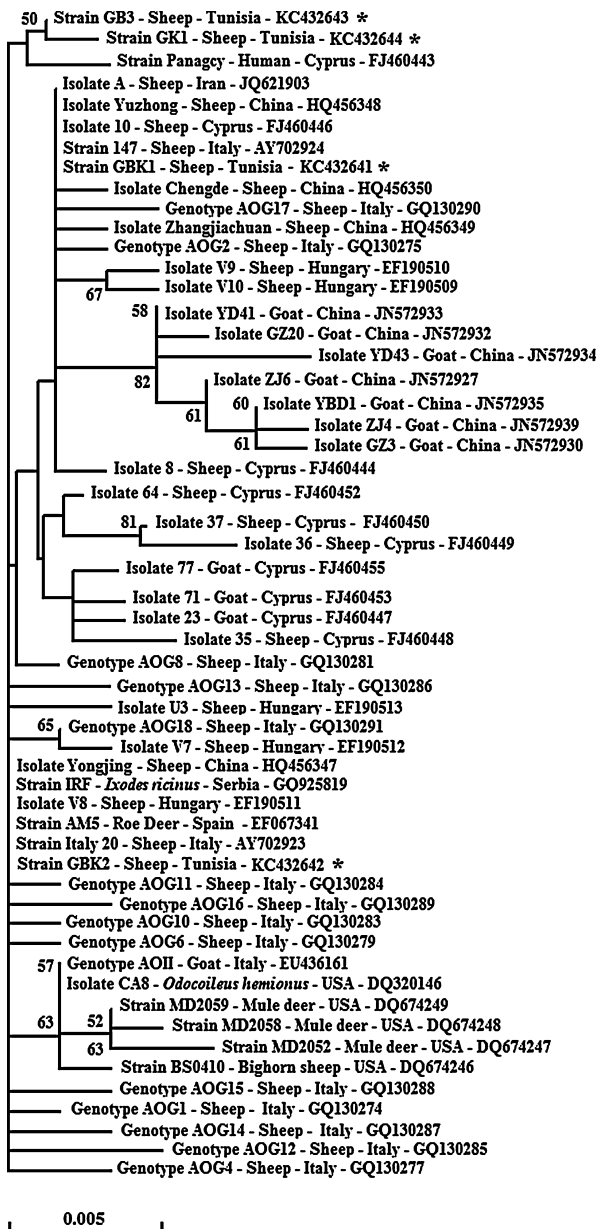 50 Strain GB3 - Sheep - Tunisia - KC432643 *
Strain GK1 - Sheep - Tunisia - KC432644 *
Strain Panagcy - Human - Cyprus - FJ460443
Isolate A - Sheep - Iran - JQ621903
Isolate Yuzhong - Sheep - China - HQ456348
Isolate 10 - Sheep - Cyprus - FJ460446
Strain 147 - Sheep - Italy - AY702924
Strain GBK1 - Sheep - Tunisia - KC432641 *
Isolate Chengde - Sheep - China - HQ456350
Genotype AOG17 - Sheep - Italy - GQ130290
Isolate Zhangjiachuan - Sheep - China - HQ456349
Genotype AOG2 - Sheep - Italy - GQ130275
Isolate V9 - Sheep - Hungary - EF190510
67 Isolate V10 - Sheep - Hungary - EF190509
58 Isolate YD41 - Goat - China - JN572933
Isolate GZ20 - Goat - China - JN572932
Isolate YD43 - Goat - China - JN572934
82 Isolate ZJ6 - Goat - China - JN572927
61 60 Isolate YBD1 - Goat - China - JN572935
Isolate ZJ4 - Goat - China - JN572939
61 Isolate GZ3 - Goat - China - JN572930
Isolate 8 - Sheep - Cyprus - FJ460444
Isolate 64 - Sheep - Cyprus - FJ460452
81 Isolate 37 - Sheep - Cyprus - FJ460450
Isolate 36 - Sheep - Cyprus - FJ460449
Isolate 77 - Goat - Cyprus - FJ460455
Isolate 71 - Goat - Cyprus - FJ460453
Isolate 23 - Goat - Cyprus - FJ460447
Isolate 35 - Sheep - Cyprus - FJ460448
Genotype AOG8 - Sheep - Italy - GQ130281
Genotype AOG13 - Sheep - Italy - GQ130286
Isolate U3 - Sheep - Hungary - EF190513
65 Genotype AOG18 - Sheep - Italy - GQ130291
Isolate V7 - Sheep - Hungary - EF190512
Isolate Yongjing - Sheep - China - HQ456347
Strain IRF - Ixodes ricinus - Serbia - GO925819
Isolate V8 - Sheep - Hungary - EF190511
Strain AM5 - Roe Deer - Spain - EF067341
Strain Italy 20 - Sheep - Italy - AY702923
Strain GBK2 - Sheep - Tunisia - KC432642 *
Genotype AOG11 - Sheep - Italy - GQ130284
Genotype AOG16 - Sheep - Italy - GQ130289
Genotype AOG10 - Sheep - Italy - GQ130283
Genotype AOG6 - Sheep - Italy - GQ130279
57 Genotype AOII - Goat - Italy - EU436161
Isolate CA8 - Odocoileus hemionus - USA - DQ320146
Strain MD2059 - Mule deer - USA - DQ674249
63 52 Strain MD2058 - Mule deer - USA - DQ674248
63 Strain MD2052 - Mule deer - USA - DQ674247
Strain BS0410 - Bighorn sheep - USA - DQ674246
Genotype AOG15 - Sheep - Italy - GQ130288
Genotype AOG1 - Sheep - Italy - GQ130274
Genotype AOG14 - Sheep - Italy - GQ130287
Genotype AOG12 - Sheep - Italy - GQ130285
Genotype AOG4 - Sheep - Italy - GQ130277
0.005